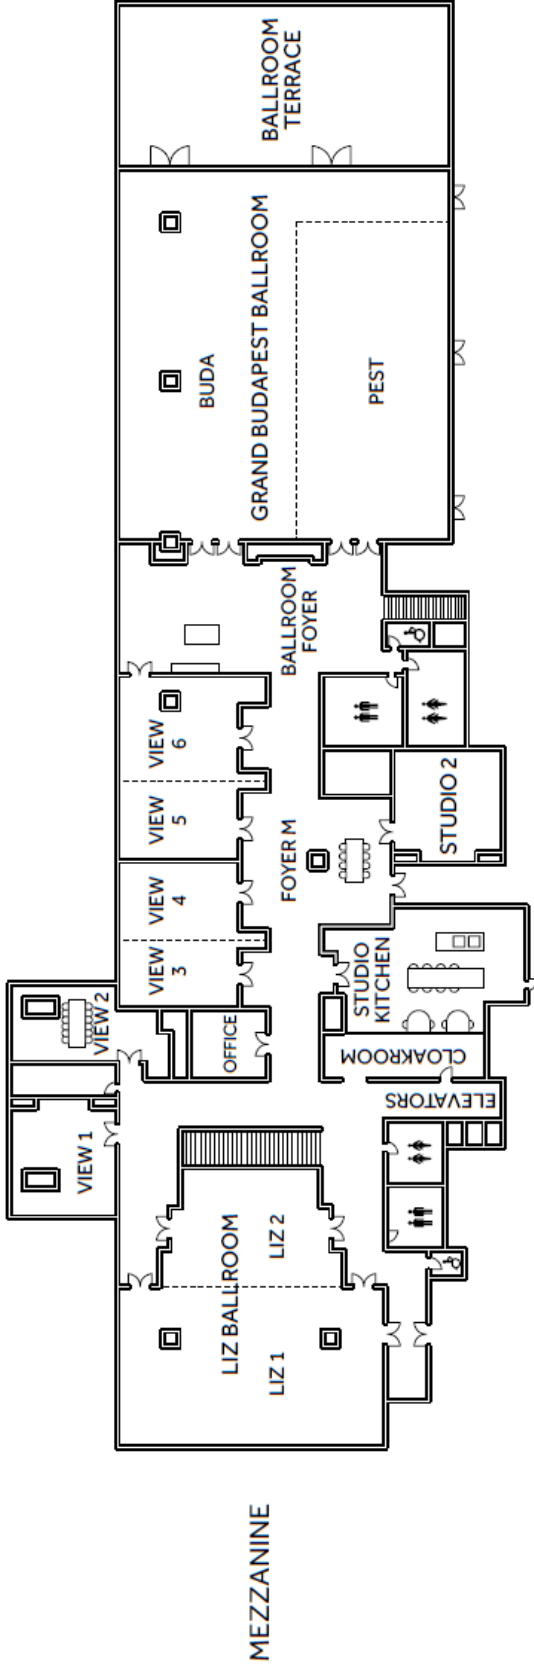 MEZZANINE
LIZ BALLROOM
LIZ 1
LIZ 2
VIEW 1
VIEW 2
ELEVATORS
CLOAKROOM
OFFICE
STUDIO
KITCHEN
VIEW
3
VIEW
4
VIEW
5
VIEW
6
FOYER M
STUDIO 2
BALLROOM
FOYER
GRAND BUDAPEST BALLROOM
BUDA
PEST
BALLROOM
TERRACE